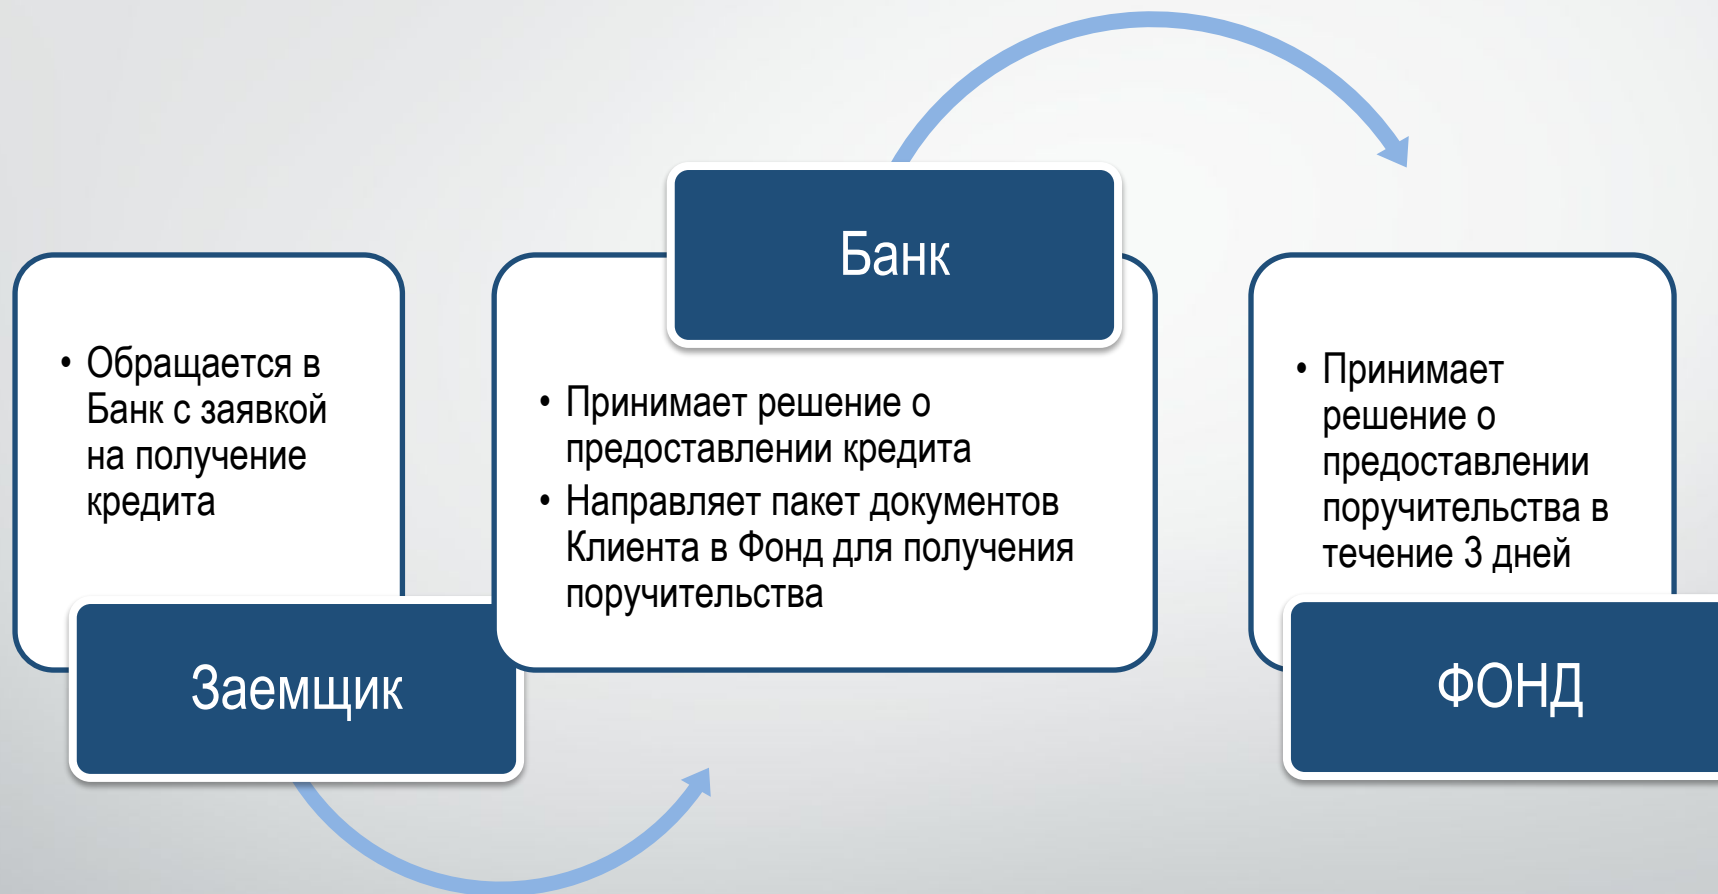 • Обращается в
Банк с заявкой
на получение
кредита
Заемщик
Банк
• Принимает решение о
предоставлении кредита
• Направляет пакет документов
Клиента в Фонд для получения
поручительства
• Принимает
решение о
предоставлении
поручительства в
течение 3 дней
ФОНД